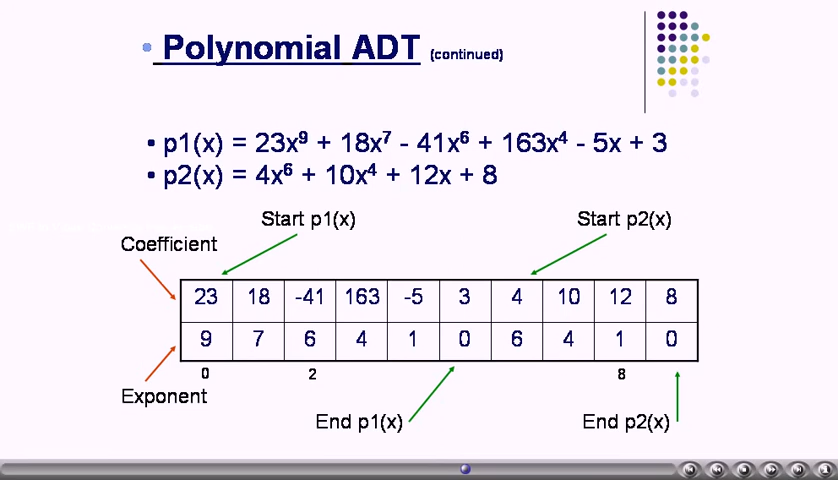 • Polynomial ADT (continued)
• p1(x) = 23x⁹ + 18x⁷ - 41x⁶ + 163x⁴ - 5x + 3
• p2(x) = 4x⁶ + 10x⁴ + 12x + 8
Start p1(x) Start p2(x)
Coefficient
23 18 -41 163 -5 3 4 10 12 8
9 7 6 4 1 0 6 4 1 0
0 2 8
Exponent
End p1(x) End p2(x)